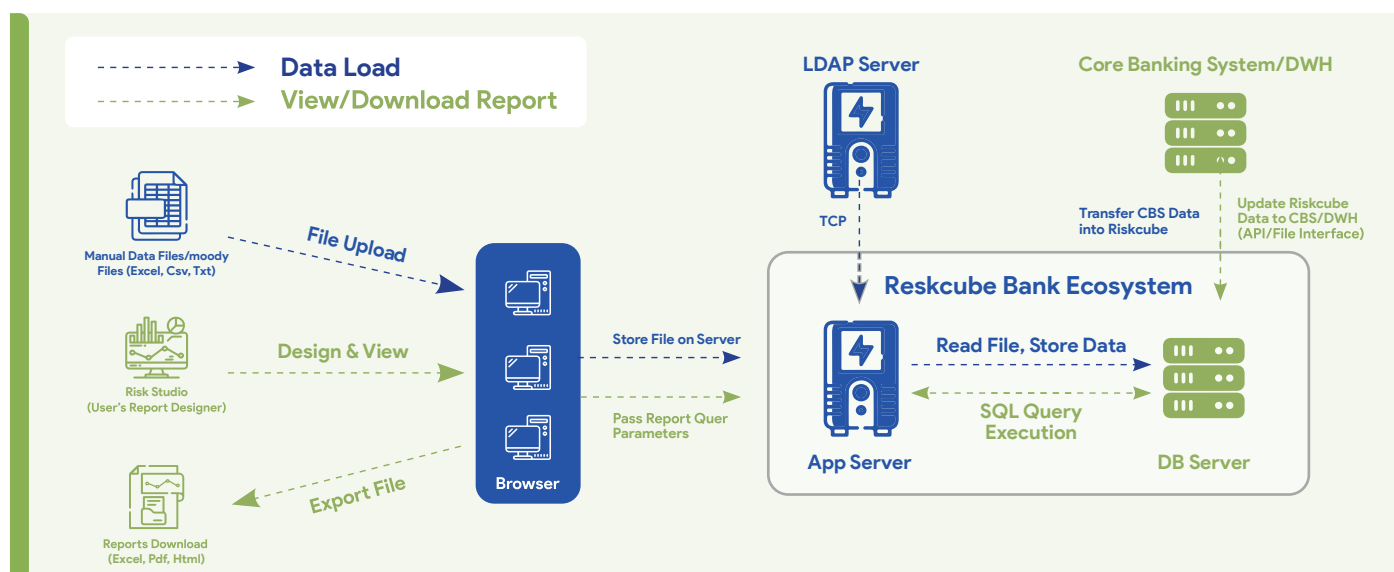 Data Load
View/Download Report
LDAP Server
Core Banking System/DWH
TCP
Transfer CBS Data
into Riskcube
Update Riskcube
Data to CBS/DWH
(API/File Interface)
Manual Data Files/moody
Files (Excel, Csv, Txt)
File Upload
Reskcube Bank Ecosystem
Design & View
Store File on Server
Read File, Store Data
Risk Studio
(User's Report Designer)
Pass Report Quer
Parameters
SQL Query
Execution
App Server
DB Server
Export File
Browser
Reports Download
(Excel, Pdf, Html)